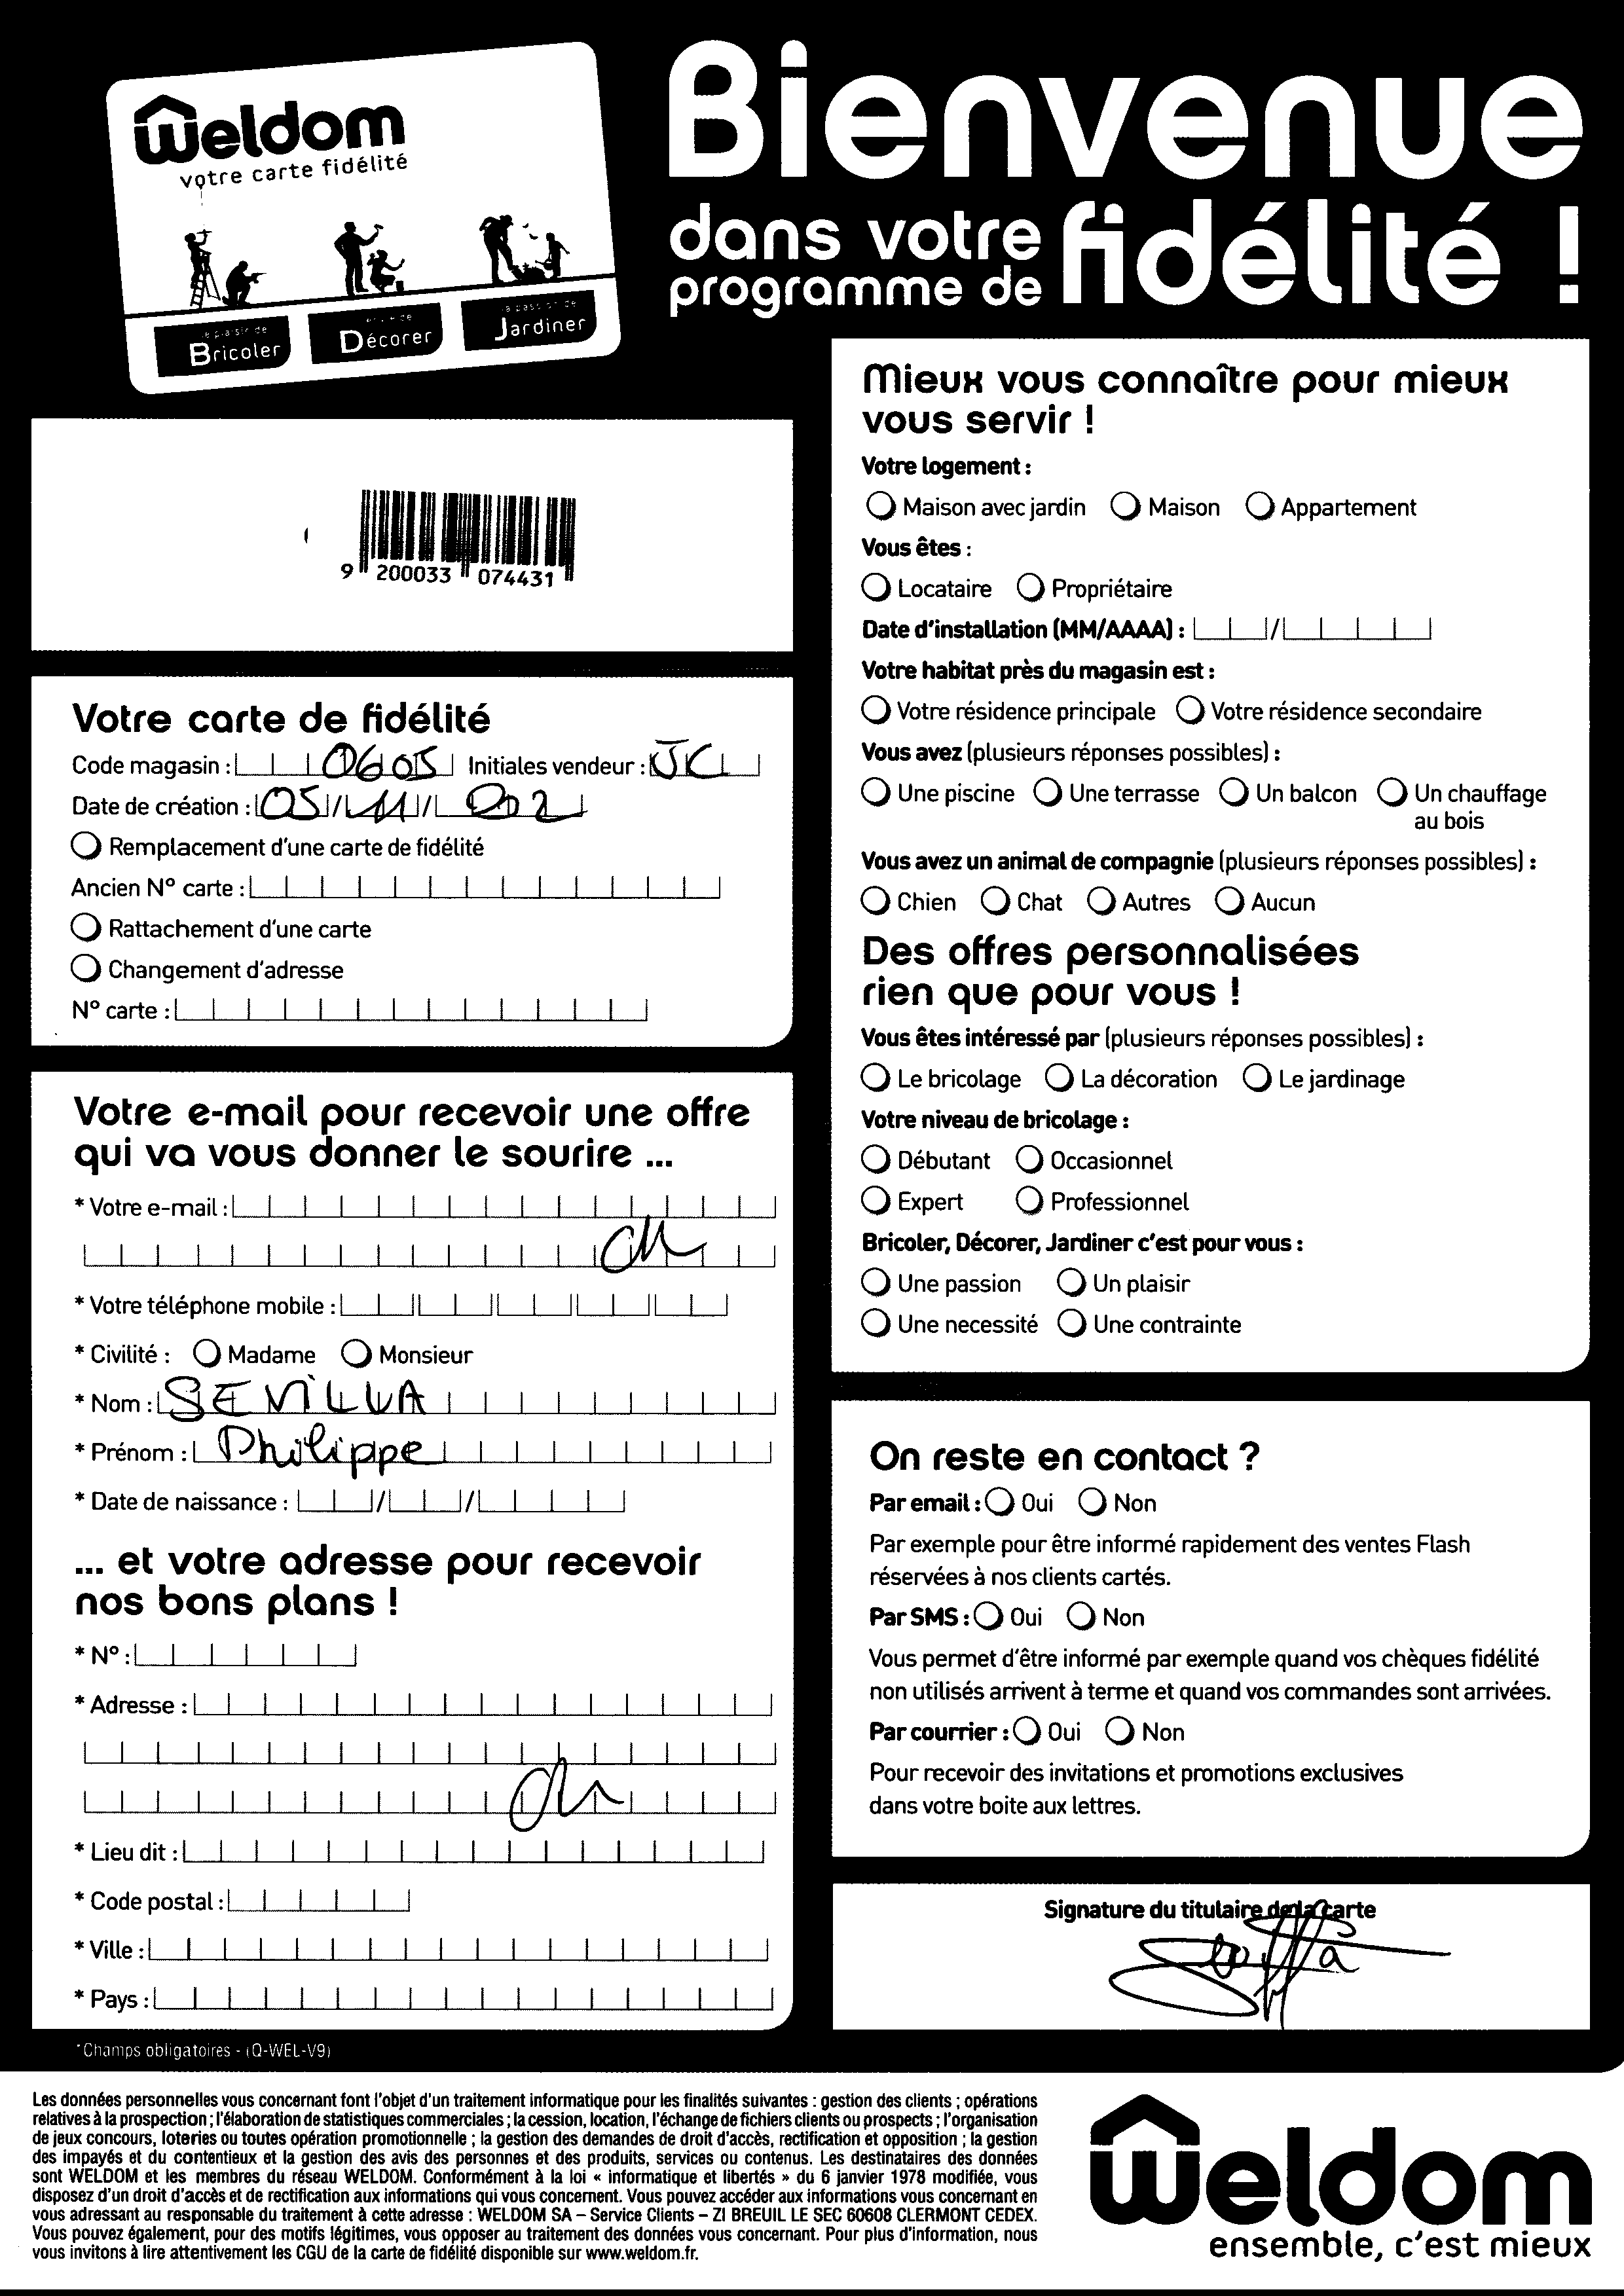 Weldom
votre carte fidélité
le plaisir de
Bricoler
Décorer
la passion de
Jardiner
Bienvenue
dans votre
programme de fidélité !
9 200033 074431
Votre carte de fidélité
Code magasin : 0605 Initiales vendeur : JC
Date de création : 05/11/ 202
Remplacement d'une carte de fidélité
Ancien N° carte :
Rattachement d'une carte
Changement d'adresse
N° carte :
Votre e-mail pour recevoir une offre
qui va vous donner le sourire ...
* Votre e-mail :
* Votre téléphone mobile :
* Civilité : Madame Monsieur
* Nom : SEVILLA
* Prénom : Philippe
* Date de naissance : / /
... et votre adresse pour recevoir
nos bons plans !
* N° :
* Adresse :
* Lieu dit :
* Code postal :
* Ville :
* Pays :
*Champs obligatoires - (Q-WEL-V9)
Mieux vous connaître pour mieux
vous servir !
Votre logement :
Maison avec jardin Maison Appartement
Vous êtes :
Locataire Propriétaire
Date d'installation (MM/AAAA) : /
Votre habitat près du magasin est :
Votre résidence principale Votre résidence secondaire
Vous avez (plusieurs réponses possibles) :
Une piscine Une terrasse Un balcon Un chauffage
au bois
Vous avez un animal de compagnie (plusieurs réponses possibles) :
Chien Chat Autres Aucun
Des offres personnalisées
rien que pour vous !
Vous êtes intéressé par (plusieurs réponses possibles) :
Le bricolage La décoration Le jardinage
Votre niveau de bricolage :
Débutant Occasionnel
Expert Professionnel
Bricoler, Décorer, Jardiner c'est pour vous :
Une passion Un plaisir
Une necessité Une contrainte
On reste en contact ?
Par email : Oui Non
Par exemple pour être informé rapidement des ventes Flash
réservées à nos clients cartés.
Par SMS : Oui Non
Vous permet d'être informé par exemple quand vos chèques fidélité
non utilisés arrivent à terme et quand vos commandes sont arrivées.
Par courrier : Oui Non
Pour recevoir des invitations et promotions exclusives
dans votre boite aux lettres.
Signature du titulaire de la carte
Les données personnelles vous concernant font l'objet d'un traitement informatique pour les finalités suivantes : gestion des clients ; opérations
relatives à la prospection ; l'élaboration de statistiques commerciales ; la cession, location, l'échange de fichiers clients ou prospects ; l'organisation
de jeux concours, loteries ou toutes opération promotionnelle ; la gestion des demandes de droit d'accès, rectification et opposition ; la gestion
des impayés et du contentieux et la gestion des avis des personnes et des produits, services ou contenus. Les destinataires des données
sont WELDOM et les membres du réseau WELDOM. Conformément à la loi « informatique et libertés » du 6 janvier 1978 modifiée, vous
disposez d'un droit d'accès et de rectification aux informations qui vous concernent. Vous pouvez accéder aux informations vous concernant en
vous adressant au responsable du traitement à cette adresse : WELDOM SA – Service Clients – ZI BREUIL LE SEC 60608 CLERMONT CEDEX.
Vous pouvez également, pour des motifs légitimes, vous opposer au traitement des données vous concernant. Pour plus d'information, nous
vous invitons à lire attentivement les CGU de la carte de fidélité disponible sur www.weldom.fr.
Weldom
ensemble, c'est mieux